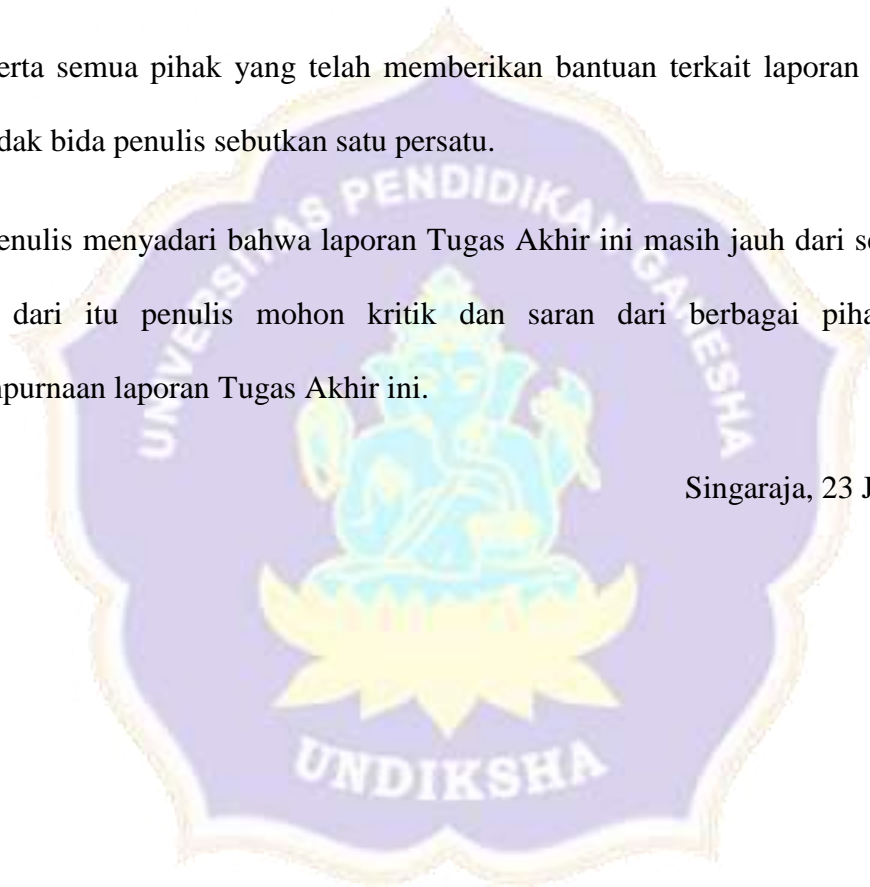 erta semua pihak yang telah memberikan bantuan terkait laporan
dak bida penulis sebutkan satu persatu.
enulis menyadari bahwa laporan Tugas Akhir ini masih jauh dari se
dari itu penulis mohon kritik dan saran dari berbagai piha
purnaan laporan Tugas Akhir ini.
Singaraja, 23 J
UNIVERSITAS PENDIDIKAN GANESHA
UNDIKSHA